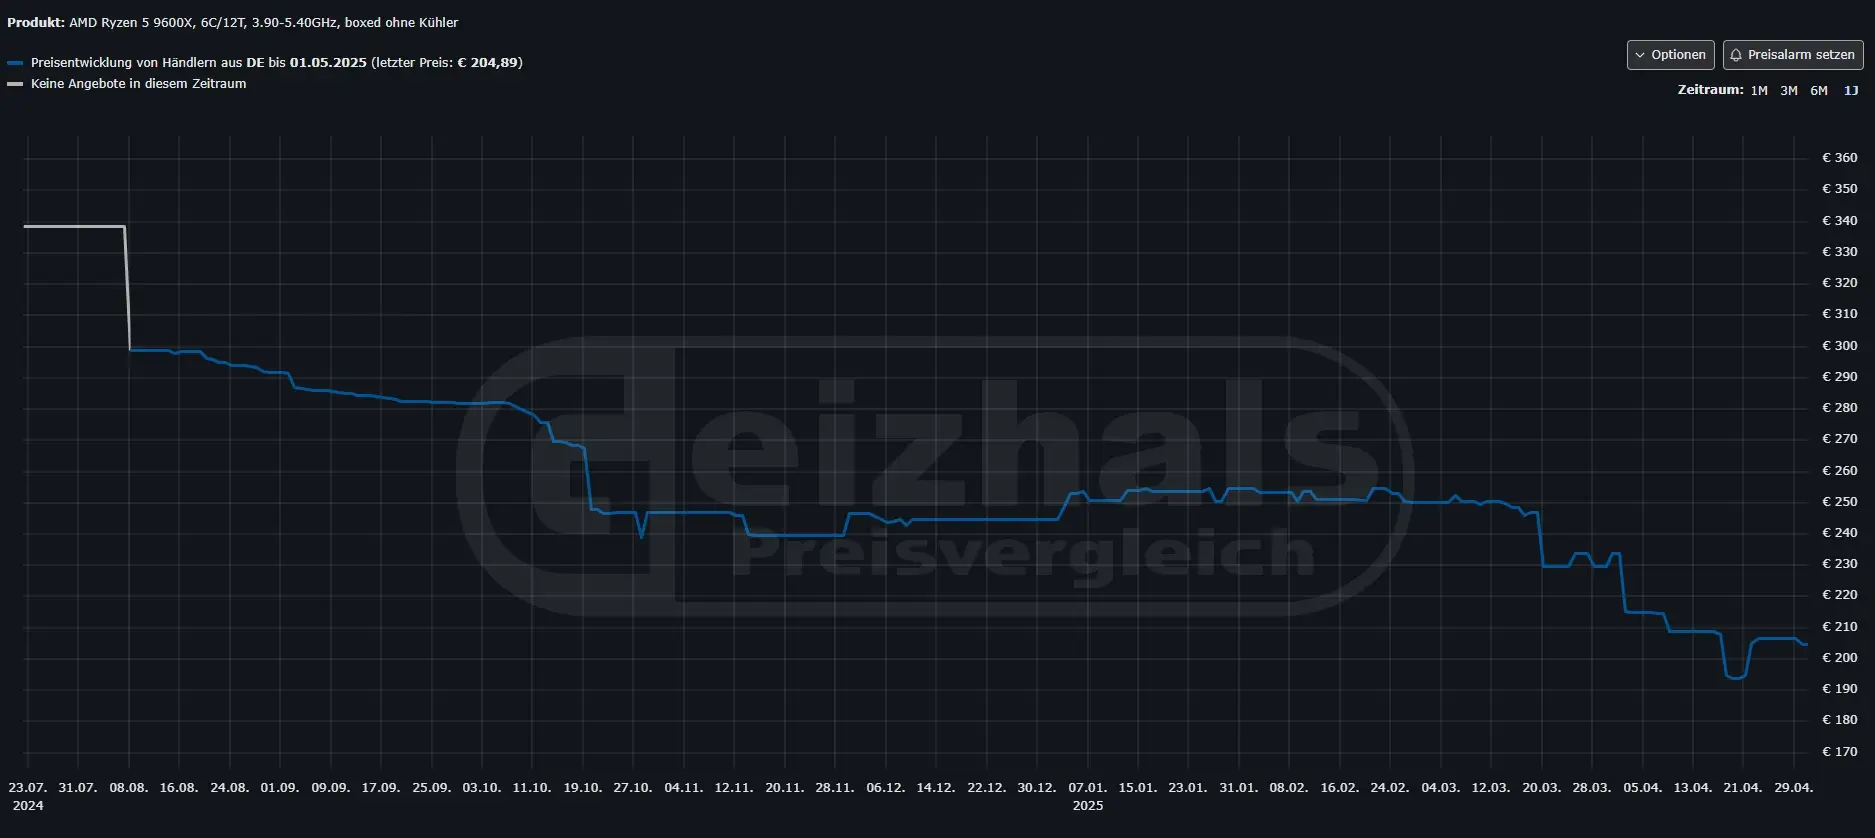 Produkt: AMD Ryzen 5 9600X, 6C/12T, 3.90-5.40GHz, boxed ohne Kühler
Preisentwicklung von Händlern aus DE bis 01.05.2025 (letzter Preis: € 204,89)
Keine Angebote in diesem Zeitraum
Optionen
Preisalarm setzen
Zeitraum: 1M 3M 6M 1J
€ 360
€ 350
€ 340
€ 330
€ 320
€ 310
€ 300
€ 290
€ 280
€ 270
€ 260
€ 250
€ 240
€ 230
€ 220
€ 210
€ 200
€ 190
€ 180
€ 170
geizhals
Preisvergleich
23.07. 31.07. 08.08. 16.08. 24.08. 01.09. 09.09. 17.09. 25.09. 03.10. 11.10. 19.10. 27.10. 04.11. 12.11. 20.11. 28.11. 06.12. 14.12. 22.12. 30.12. 07.01. 15.01. 23.01. 31.01. 08.02. 16.02. 24.02. 04.03. 12.03. 20.03. 28.03. 05.04. 13.04. 21.04. 29.04.
2024 2025